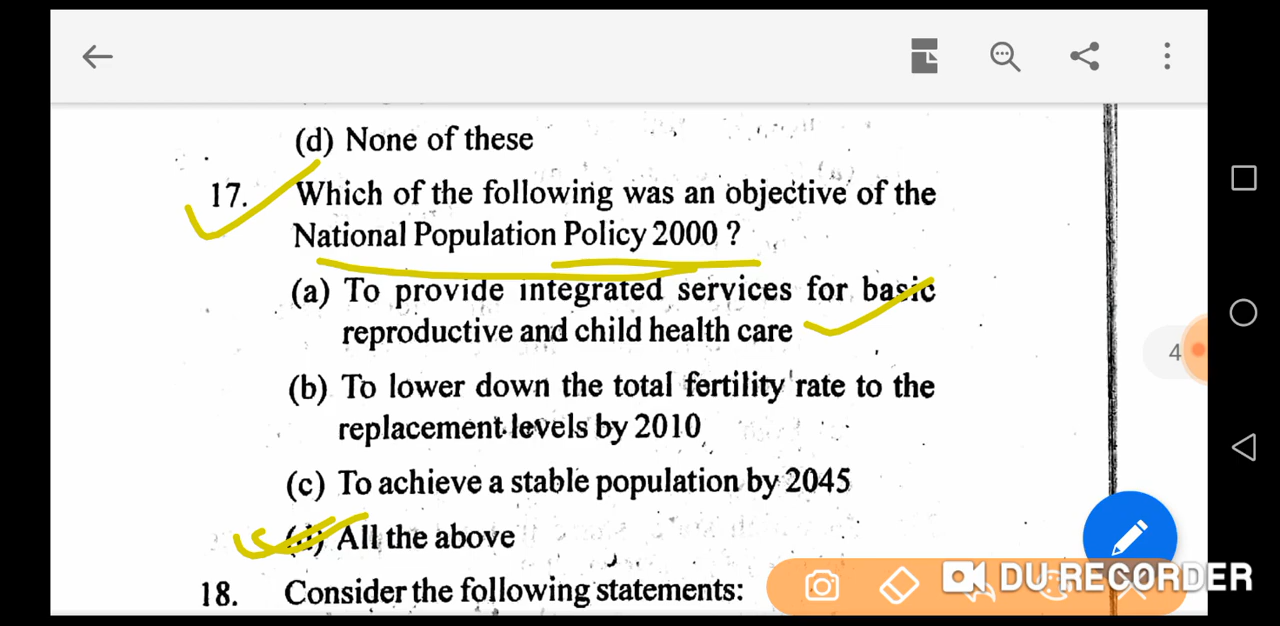 (d) None of these
17. Which of the following was an objective of the
National Population Policy 2000 ?
(a) To provide integrated services for basic
reproductive and child health care
4
(b) To lower down the total fertility rate to the
replacement levels by 2010
(c) To achieve a stable population by 2045
(d) All the above
18. Consider the following statements:
DU RECORDER